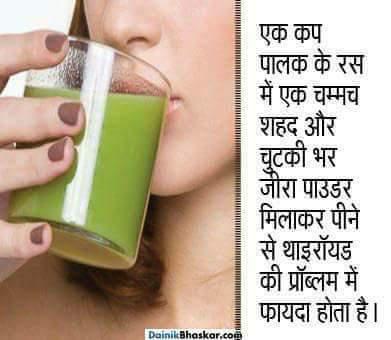 एक कप
पालक के रस
में एक चम्मच
शहद और
चुटकी भर
जीरा पाउडर
मिलाकर पीने
से थाइरॉयड
की प्रॉब्लम में
फायदा होता है।
DainikBhaskar.com